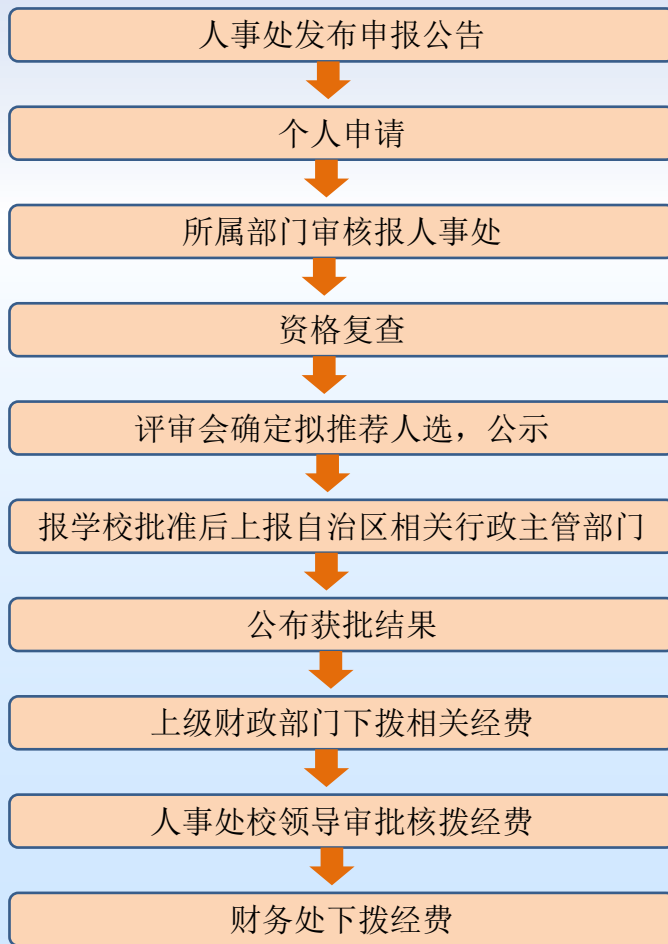 人事处发布申报公告
个人申请
所属部门审核报人事处
资格复查
评审会确定拟推荐人选，公示
报学校批准后上报自治区相关行政主管部门
公布获批结果
上级财政部门下拨相关经费
人事处校领导审批核拨经费
财务处下拨经费